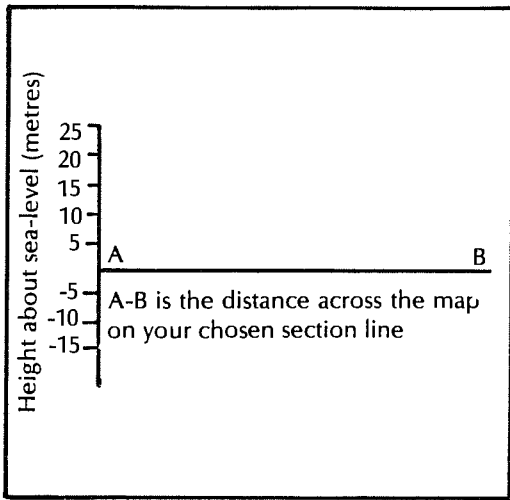 Height about sea-level (metres)
25
20
15
10
5
A
B
-5
-10
-15
A-B is the distance across the map
on your chosen section line